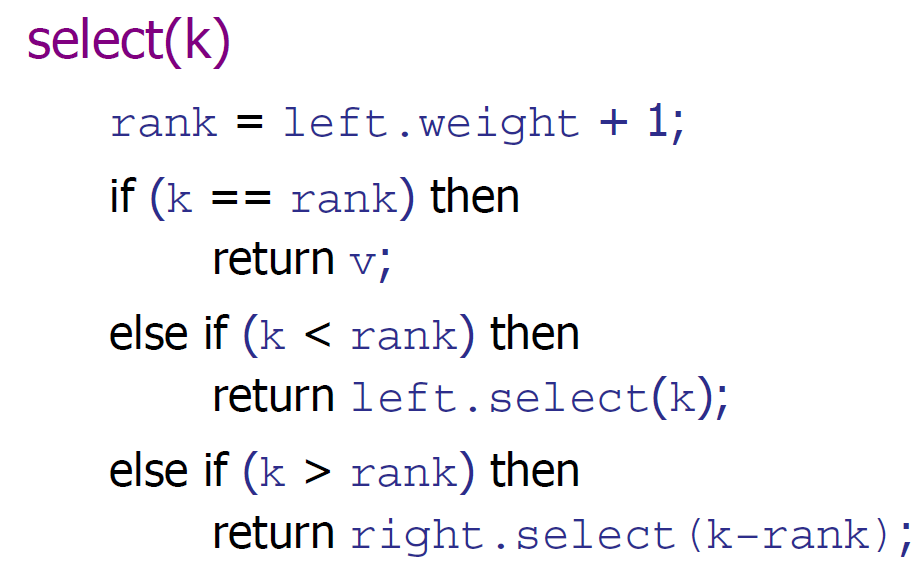 select(k)
rank = left.weight + 1;
if (k == rank) then
return v;
else if (k < rank) then
return left.select(k);
else if (k > rank) then
return right.select(k-rank);